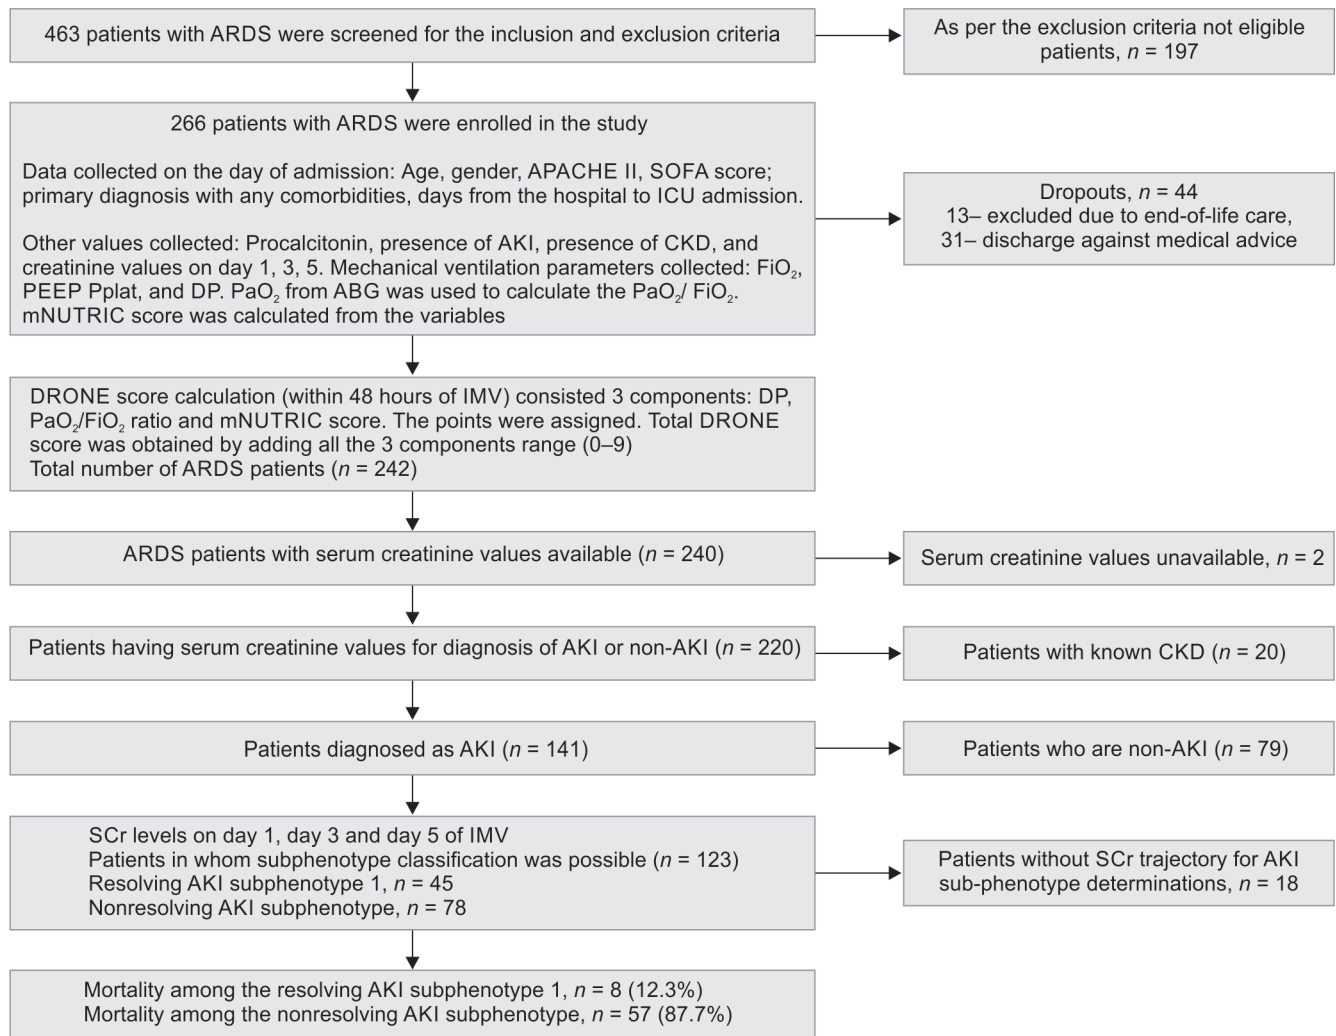 463 patients with ARDS were screened for the inclusion and exclusion criteria
As per the exclusion criteria not eligible
patients, n = 197
266 patients with ARDS were enrolled in the study
Data collected on the day of admission: Age, gender, APACHE II, SOFA score;
primary diagnosis with any comorbidities, days from the hospital to ICU admission.
Other values collected: Procalcitonin, presence of AKI, presence of CKD, and
creatinine values on day 1, 3, 5. Mechanical ventilation parameters collected: FiO₂,
PEEP Pplat, and DP. PaO₂ from ABG was used to calculate the PaO₂/ FiO₂.
mNUTRIC score was calculated from the variables
Dropouts, n = 44
13– excluded due to end-of-life care,
31– discharge against medical advice
DRONE score calculation (within 48 hours of IMV) consisted 3 components: DP,
PaO₂/FiO₂ ratio and mNUTRIC score. The points were assigned. Total DRONE
score was obtained by adding all the 3 components range (0–9)
Total number of ARDS patients (n = 242)
ARDS patients with serum creatinine values available (n = 240)
Serum creatinine values unavailable, n = 2
Patients having serum creatinine values for diagnosis of AKI or non-AKI (n = 220)
Patients with known CKD (n = 20)
Patients diagnosed as AKI (n = 141)
Patients who are non-AKI (n = 79)
SCr levels on day 1, day 3 and day 5 of IMV
Patients in whom subphenotype classification was possible (n = 123)
Resolving AKI subphenotype 1, n = 45
Nonresolving AKI subphenotype, n = 78
Patients without SCr trajectory for AKI
sub-phenotype determinations, n = 18
Mortality among the resolving AKI subphenotype 1, n = 8 (12.3%)
Mortality among the nonresolving AKI subphenotype, n = 57 (87.7%)